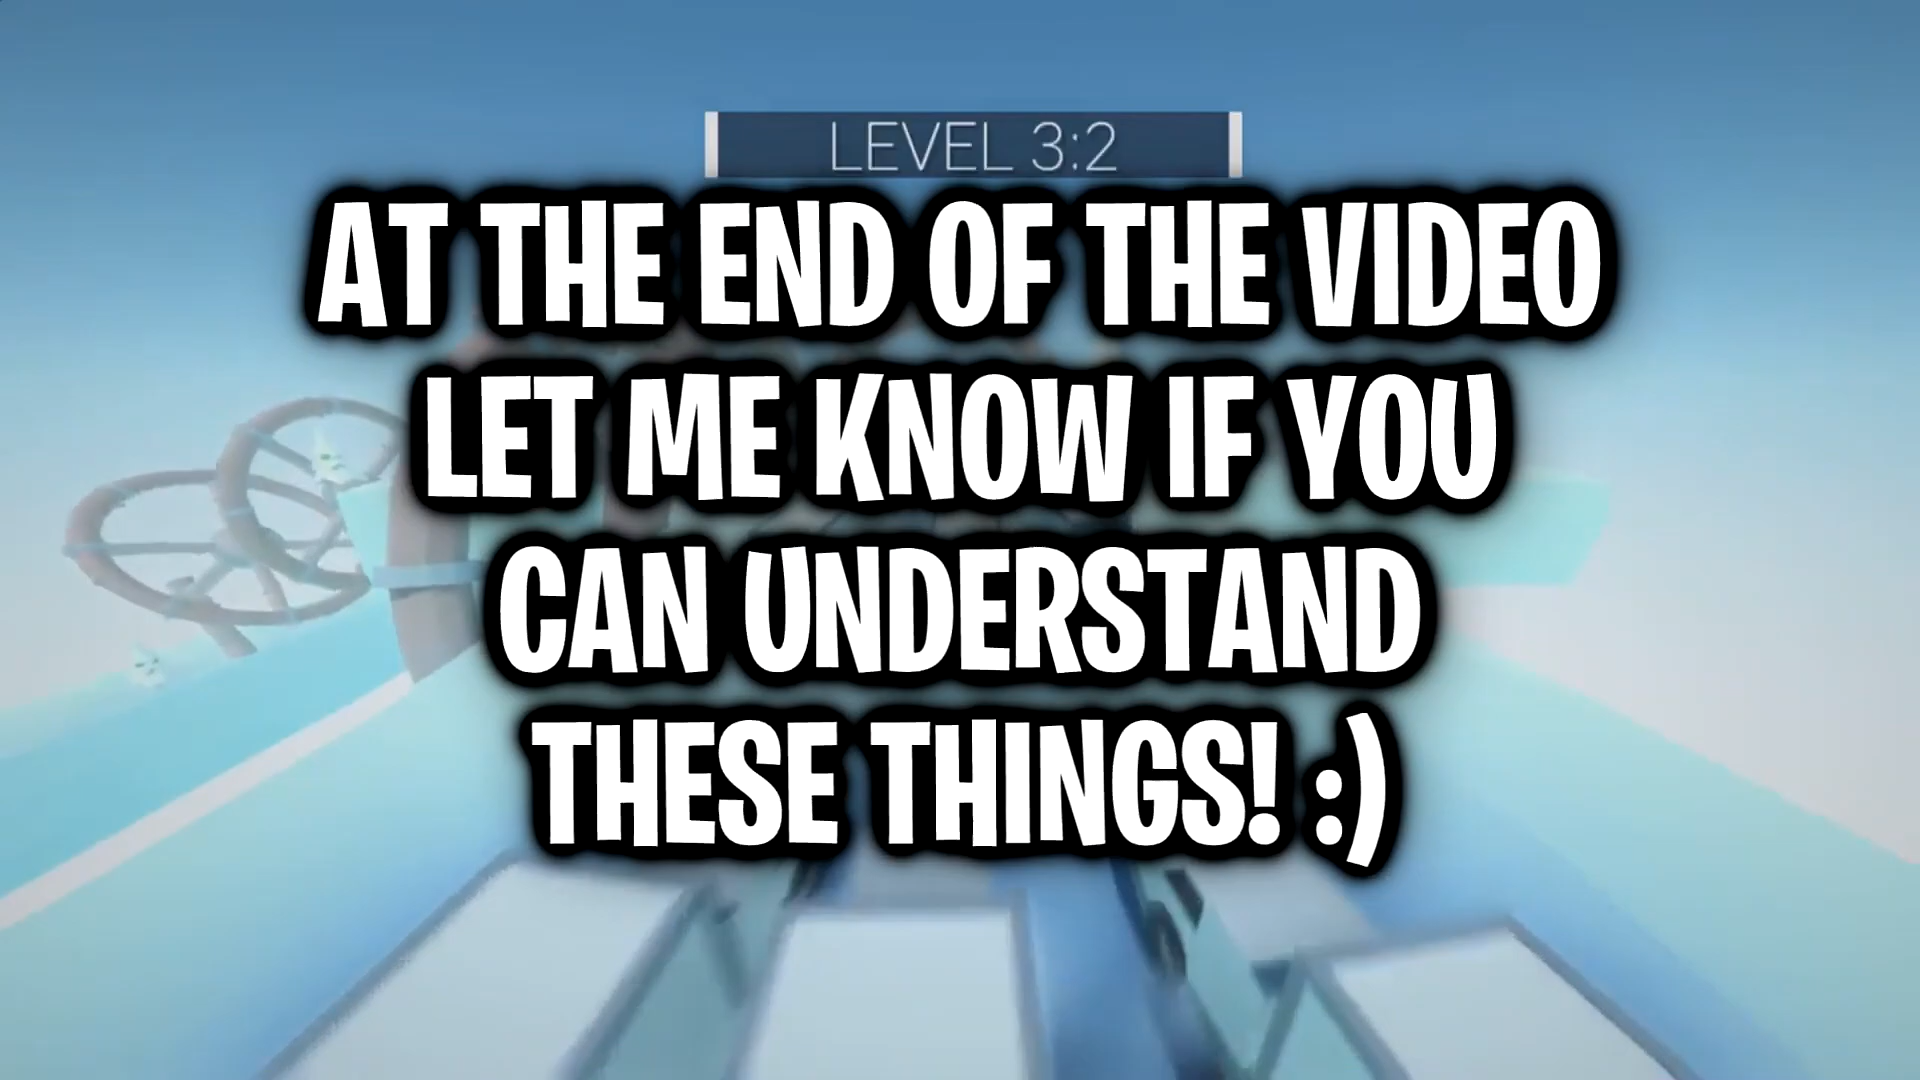 LEVEL 3:2
AT THE END OF THE VIDEO
LET ME KNOW IF YOU
CAN UNDERSTAND
THESE THINGS! :)